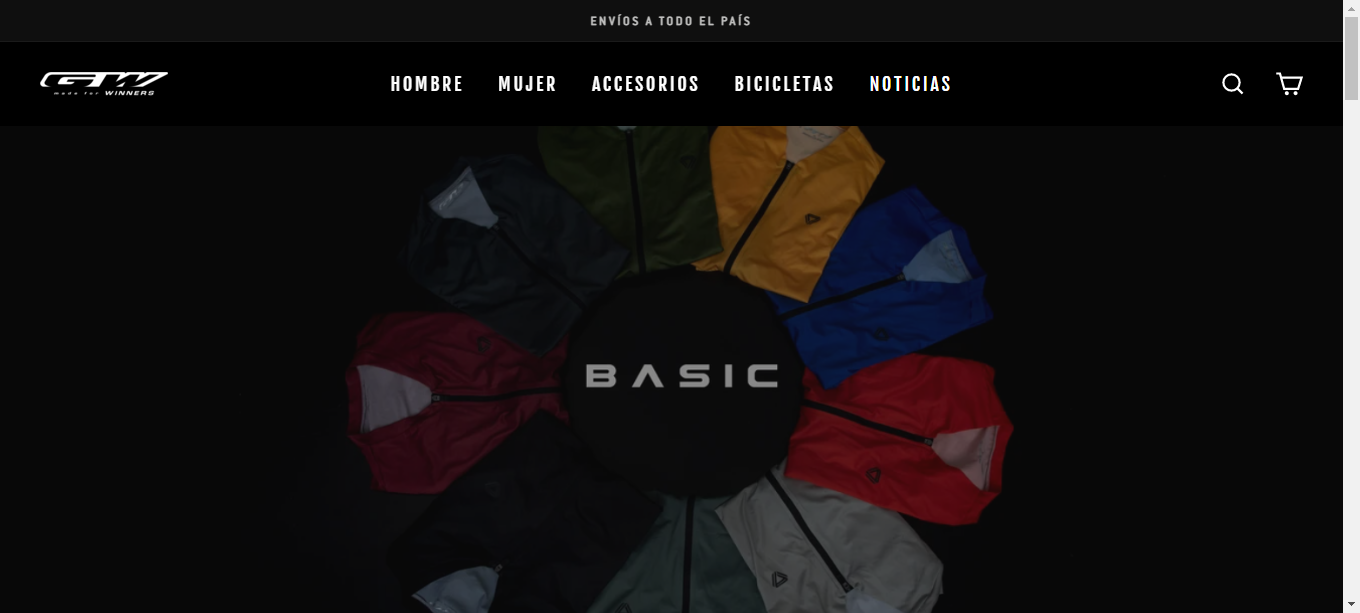 ENVÍOS A TODO EL PAÍS
GW
made for WINNERS
HOMBRE MUJER ACCESORIOS BICICLETAS NOTICIAS
BASIC